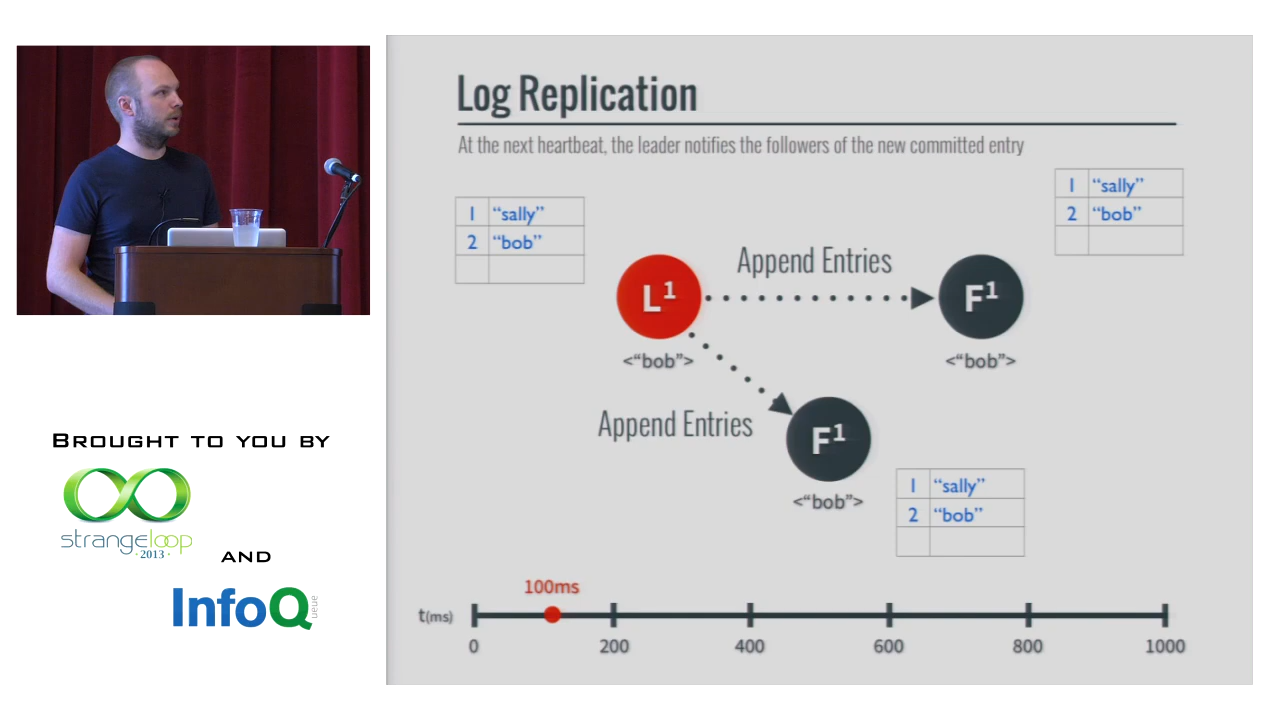 Log Replication
At the next heartbeat, the leader notifies the followers of the new committed entry
1 “sally”
2 “bob”
1 “sally”
2 “bob”
Append Entries
L1
F1
<“bob”>
<“bob”>
Append Entries
F1
<“bob”>
1 “sally”
2 “bob”
100ms
t(ms)
0 200 400 600 800 1000
BROUGHT TO YOU BY
strangeloop
· 2013 ·
AND
InfoQ
queue